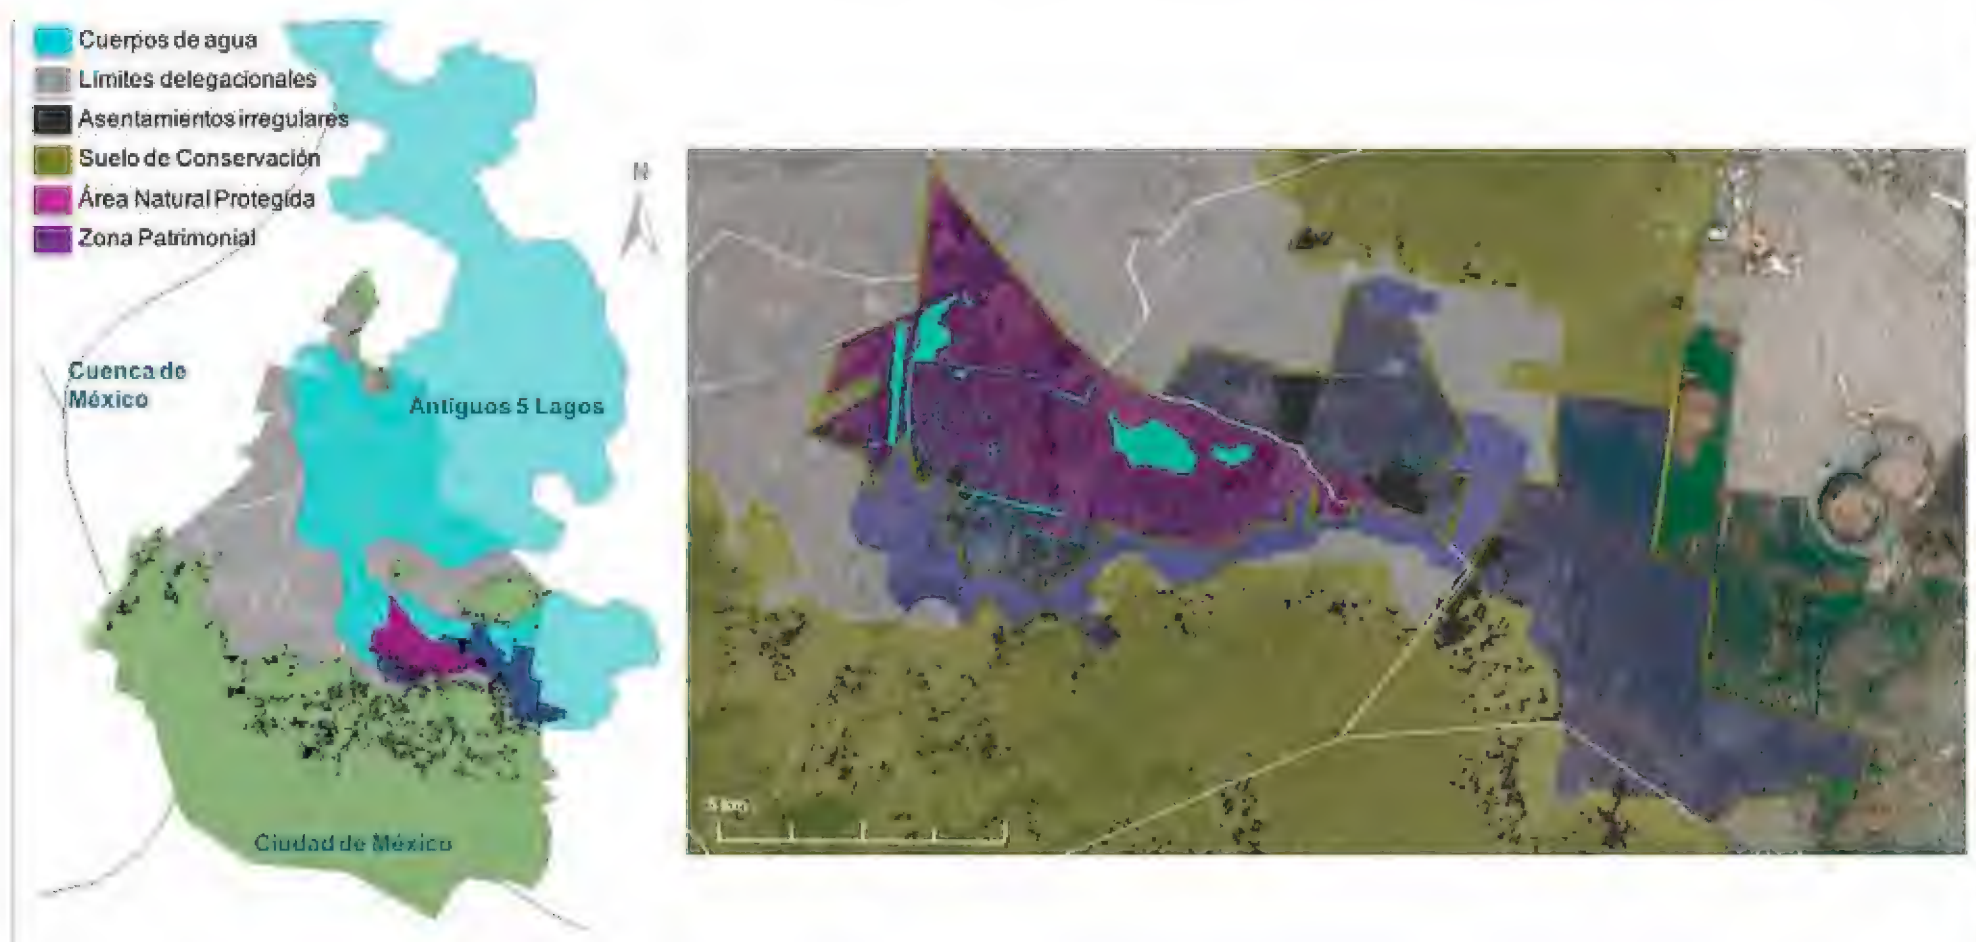 Cuerpos de agua
Límites delegacionales
Asentamientos irregulares
Suelo de Conservación
Área Natural Protegida
Zona Patrimonial
N
Cuenca de
México
Antiguos 5 Lagos
Ciudad de México